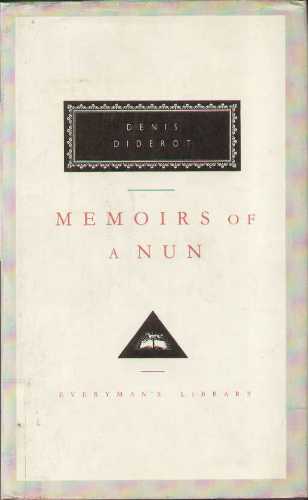 DENIS
DIDEROT
MEMOIRS OF
A NUN
EVERYMAN'S LIBRARY